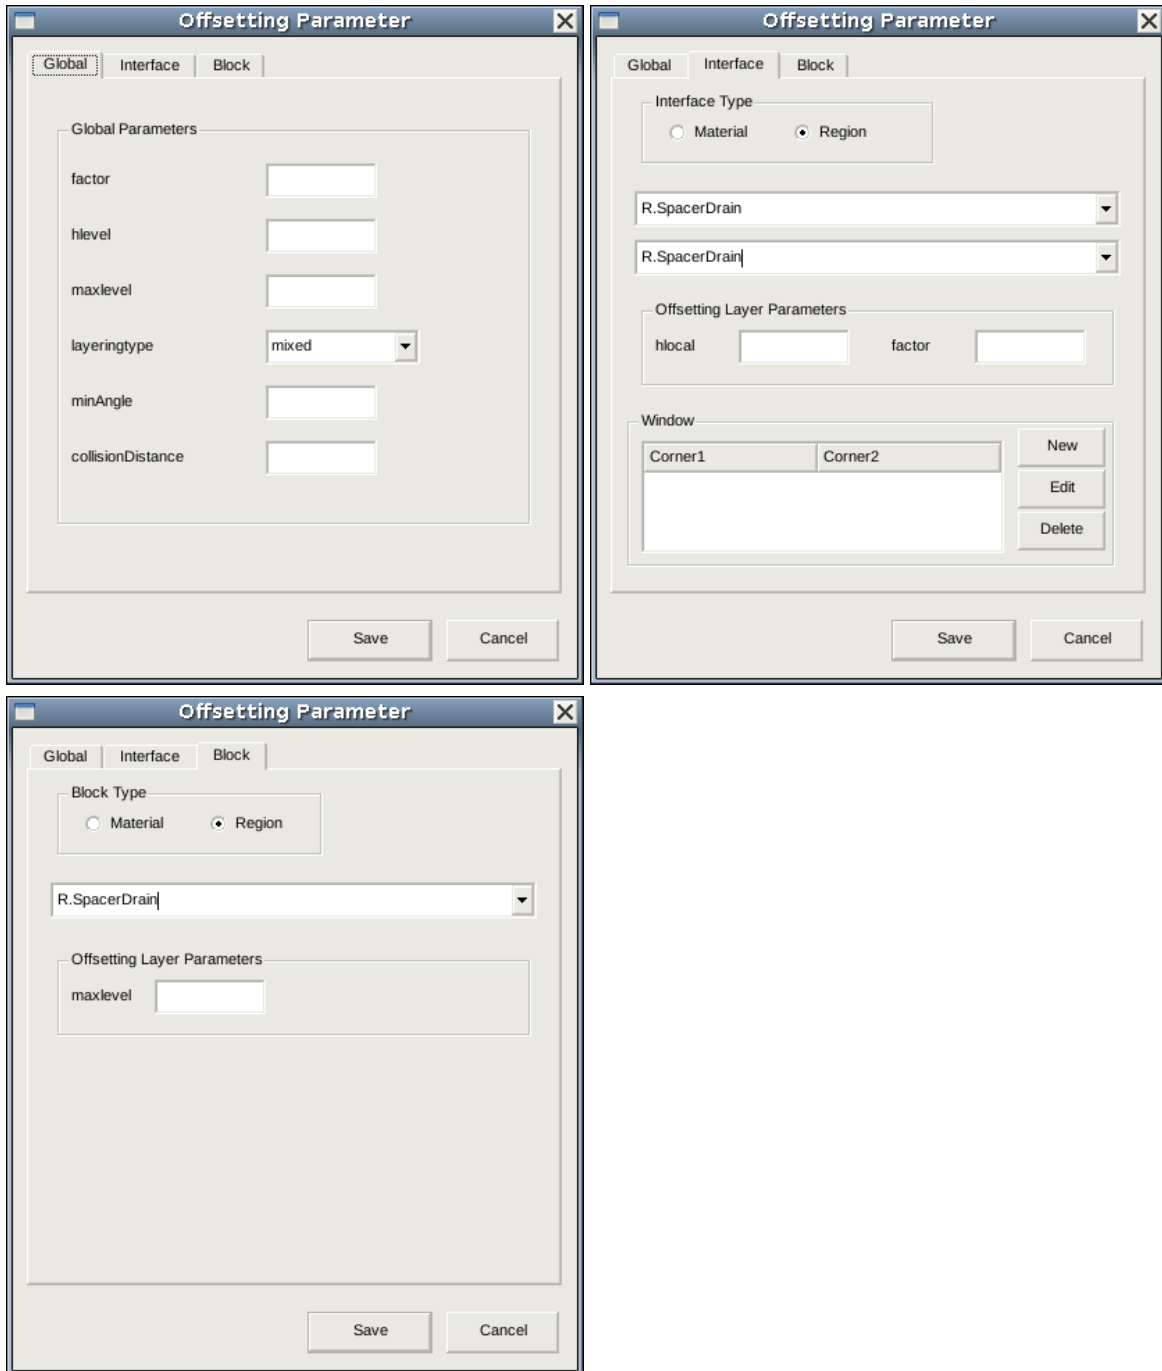 Offsetting Parameter
Global Interface Block
Global Parameters
factor
hlevel
maxlevel
layeringtype mixed
minAngle
collisionDistance
Save Cancel
Offsetting Parameter
Global Interface Block
Interface Type
Material Region
R.SpacerDrain
R.SpacerDrain
Offsetting Layer Parameters
hlocal factor
Window
Corner1 Corner2 New
Edit
Delete
Save Cancel
Offsetting Parameter
Global Interface Block
Block Type
Material Region
R.SpacerDrain
Offsetting Layer Parameters
maxlevel
Save Cancel